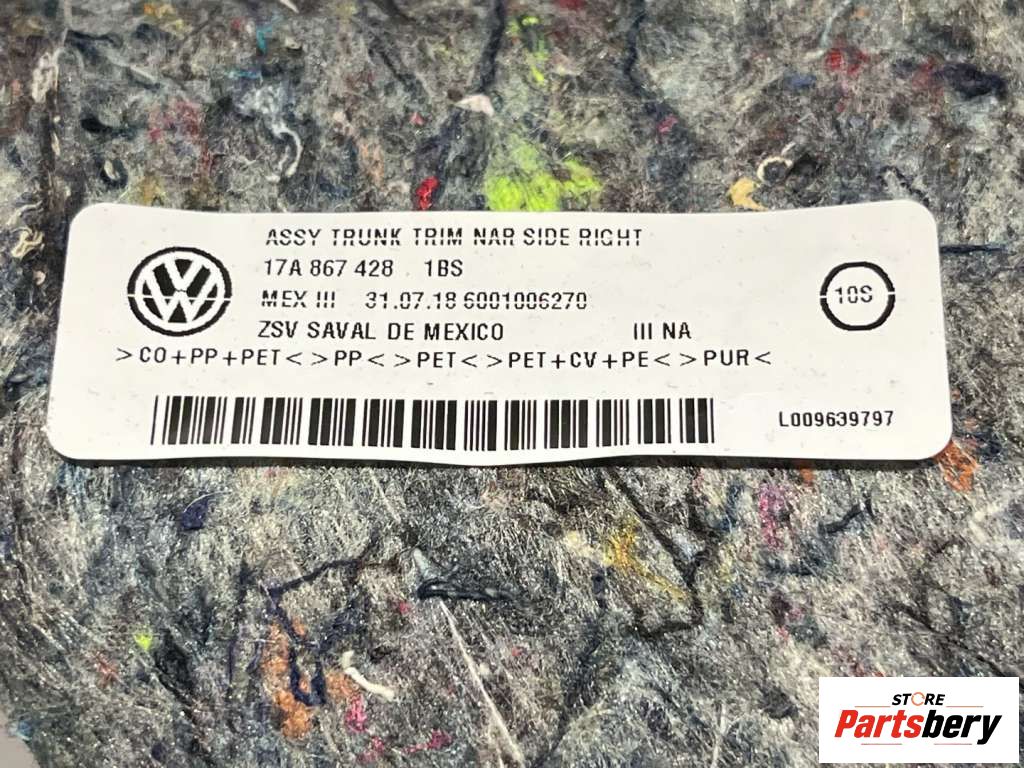 ASSY TRUNK TRIM NAR SIDE RIGHT
17A 867 428 1BS
MEX III 31.07.18 6001006270
10S
ZSV SAVAL DE MEXICO III NA
>CO+PP+PET<>PP<>PET<>PET+CV+PE<>PUR<
L009639797
STORE
Partsbery